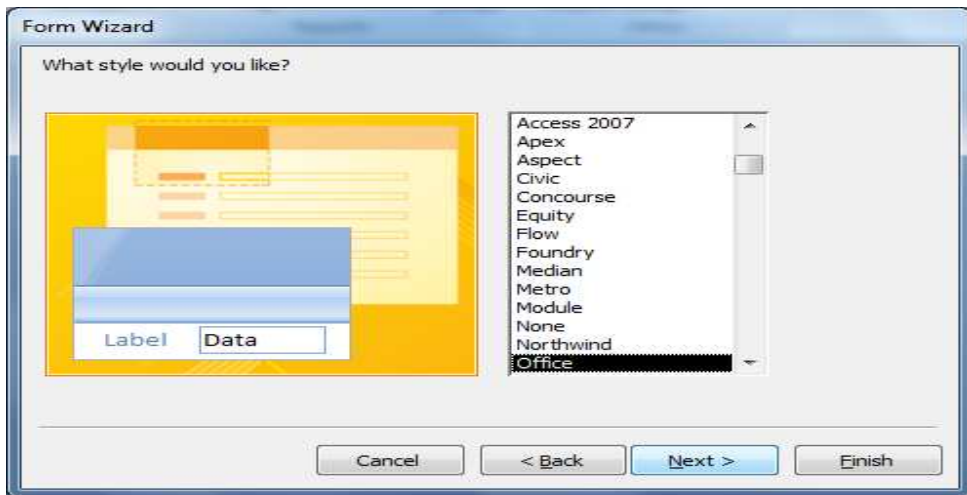 Form Wizard
What style would you like?
Label Data
Access 2007
Apex
Aspect
Civic
Concourse
Equity
Flow
Foundry
Median
Metro
Module
None
Northwind
Office
Cancel < Back Next > Finish